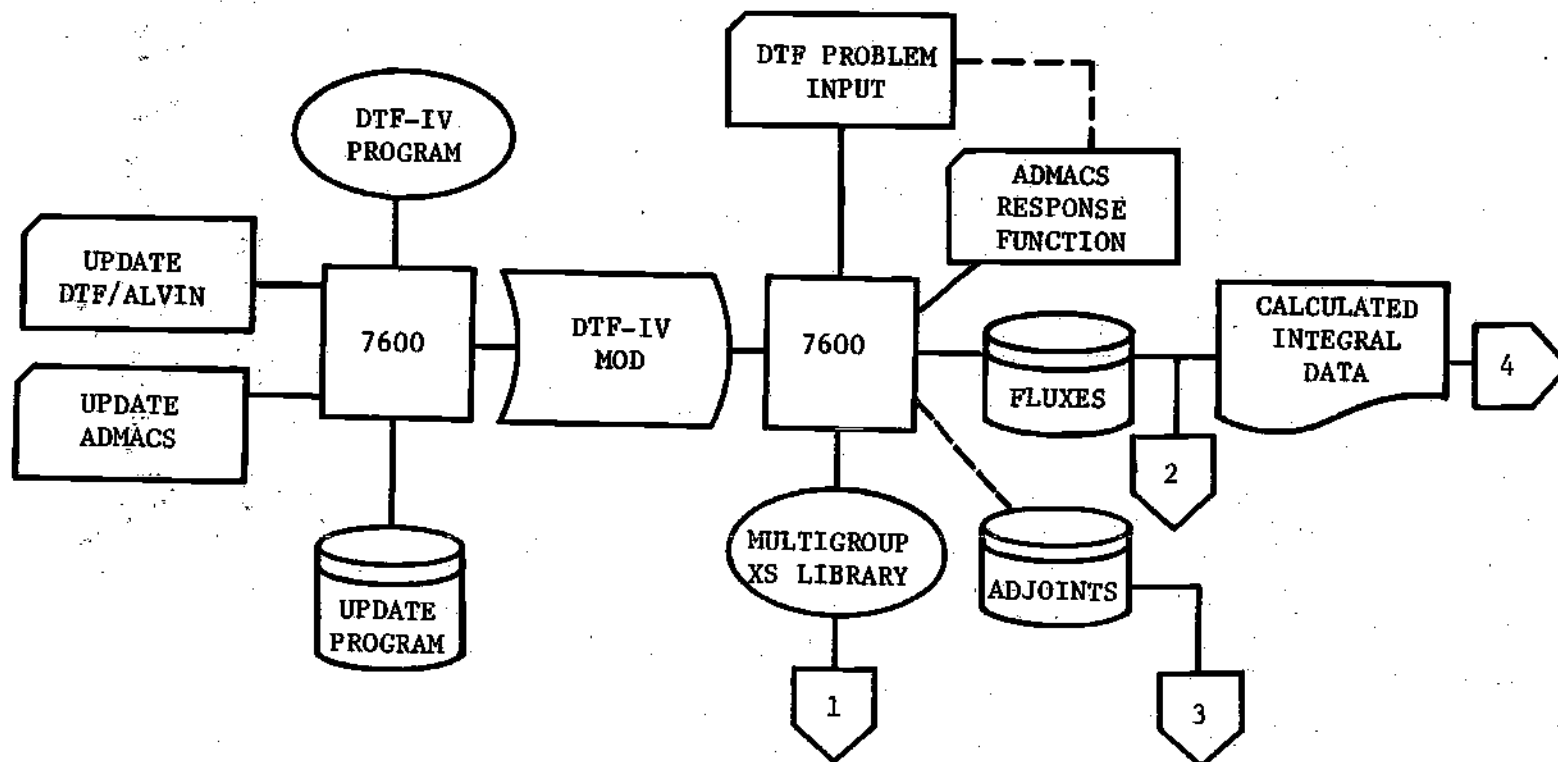 DTF-IV
PROGRAM
UPDATE
DTF/ALVIN
UPDATE
ADMACS
7600
UPDATE
PROGRAM
DTF-IV
MOD
DTF PROBLEM
INPUT
ADMACS
RESPONSE
FUNCTION
7600
MULTIGROUP
XS LIBRARY
1
FLUXES
2
ADJOINTS
3
CALCULATED
INTEGRAL
DATA
4